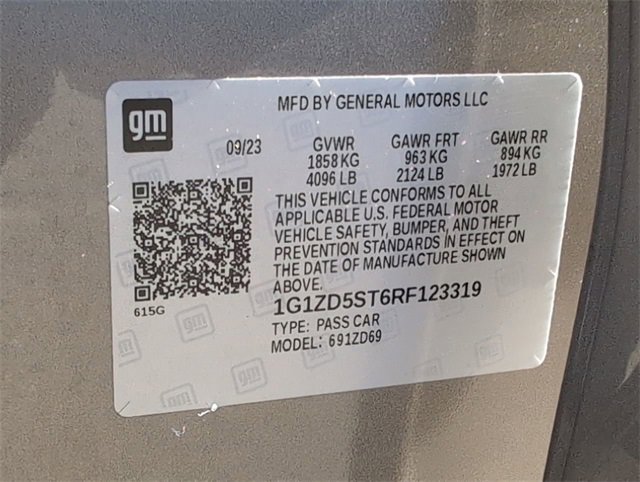 gm
MFD BY GENERAL MOTORS LLC
09/23 GVWR GAWR FRT GAWR RR
1858 KG 963 KG 894 KG
4096 LB 2124 LB 1972 LB
THIS VEHICLE CONFORMS TO ALL
APPLICABLE U.S. FEDERAL MOTOR
VEHICLE SAFETY, BUMPER, AND THEFT
PREVENTION STANDARDS IN EFFECT ON
THE DATE OF MANUFACTURE SHOWN
ABOVE.
615G
1G1ZD5ST6RF123319
TYPE: PASS CAR
MODEL: 691ZD69